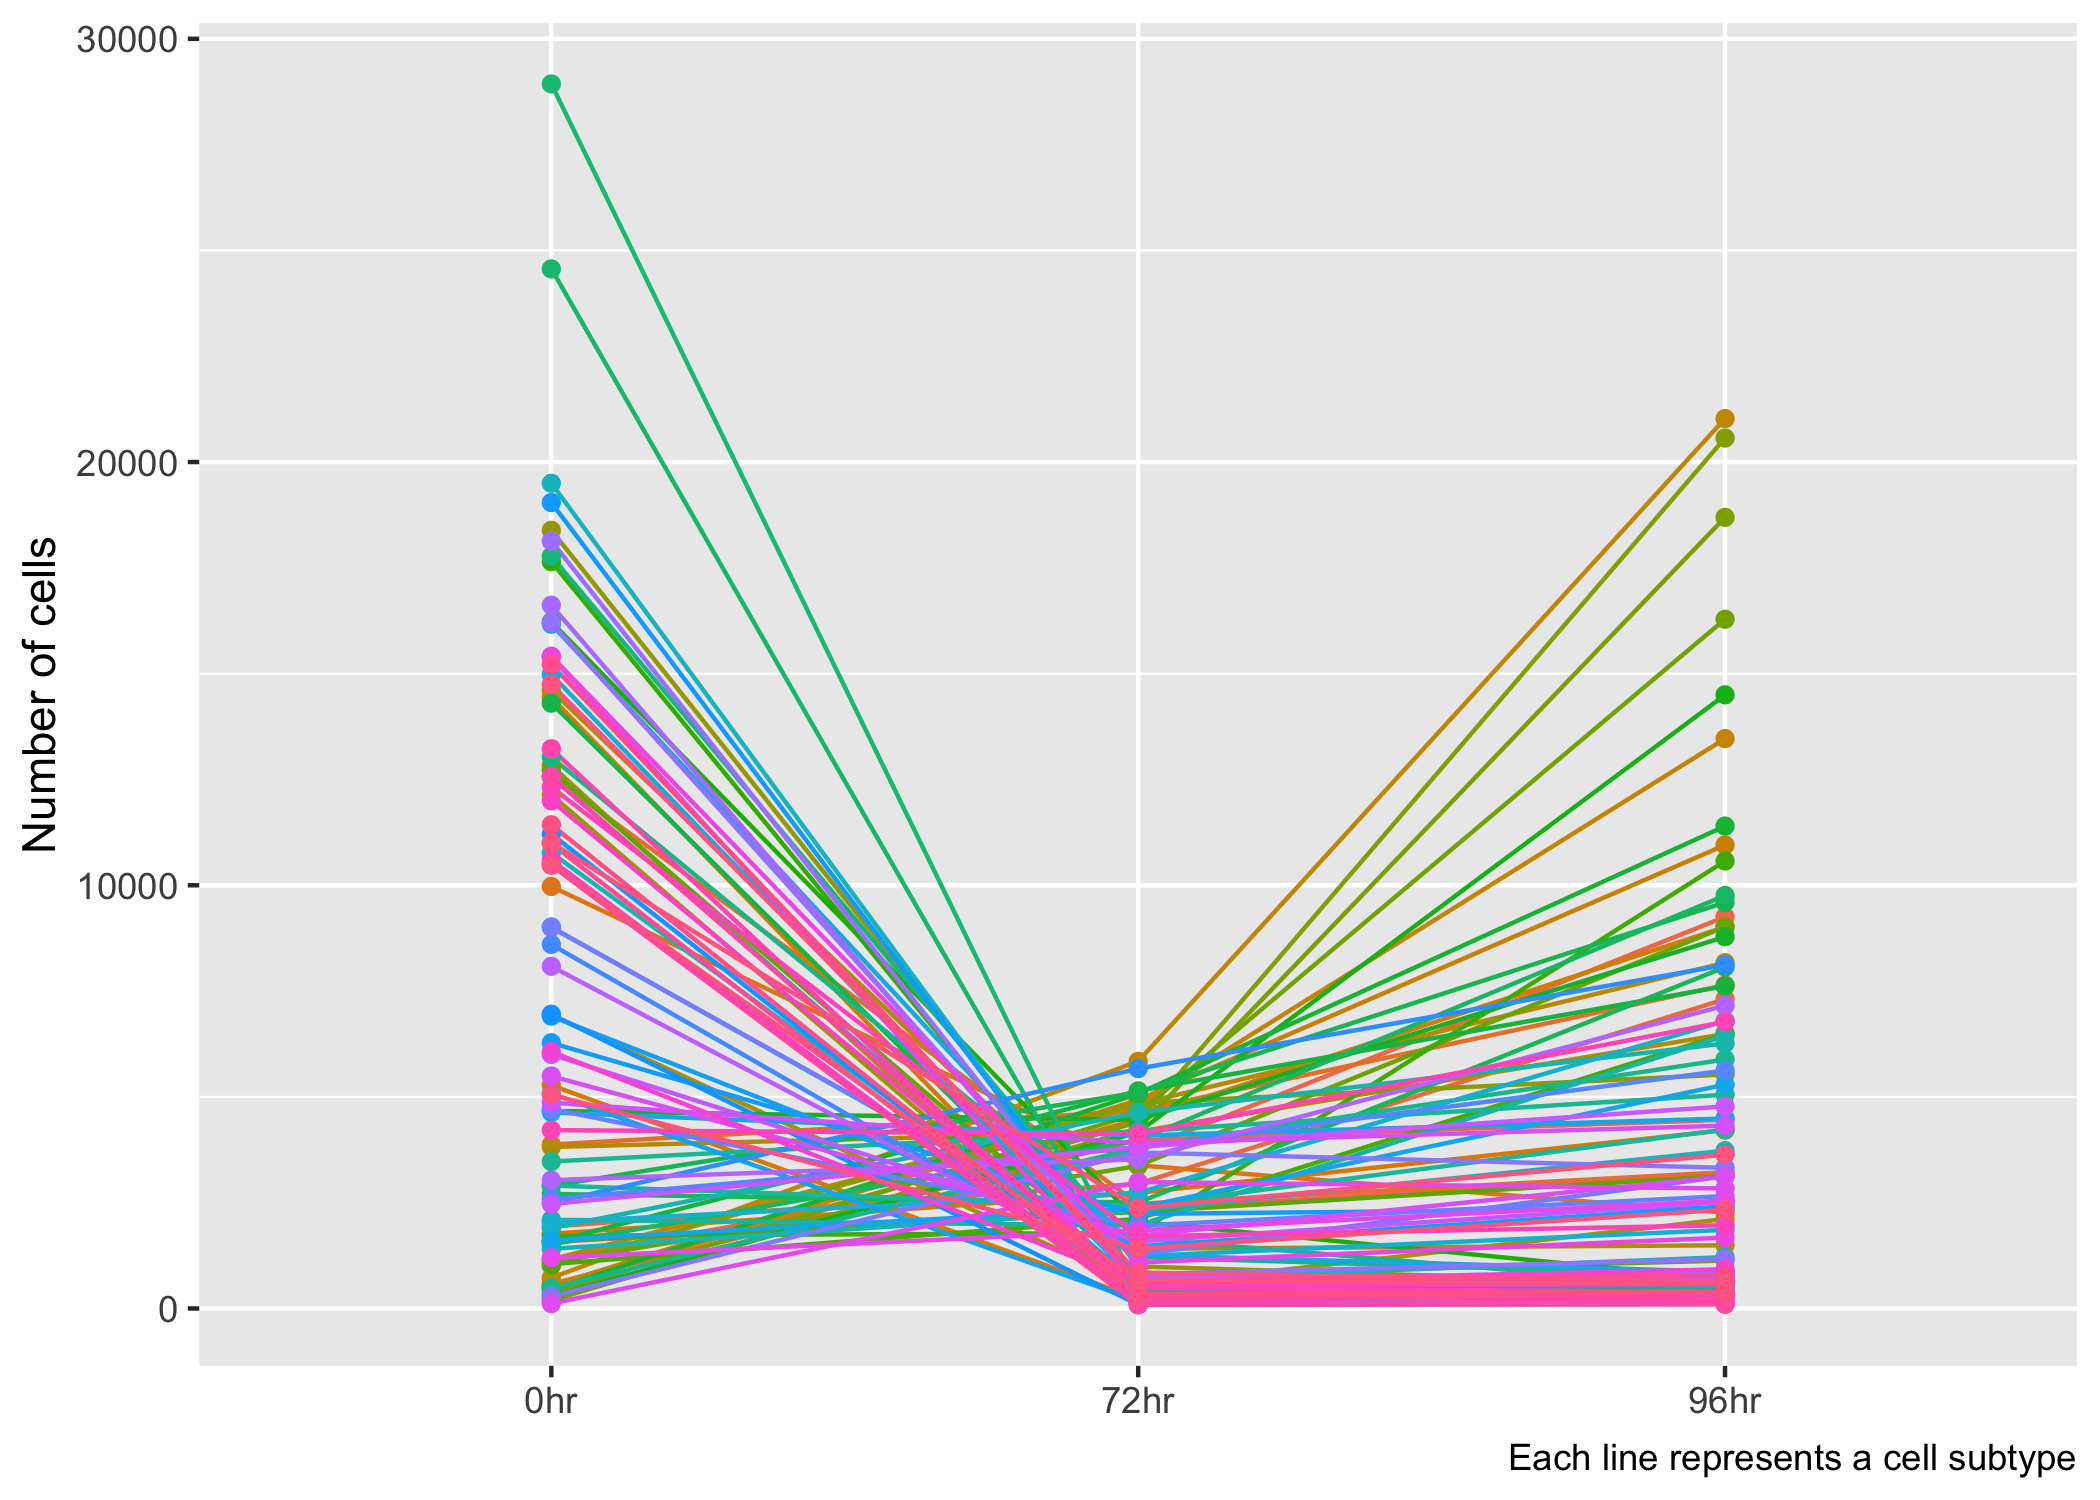 Number of cells
30000
20000
10000
0
0hr
72hr
96hr
Each line represents a cell subtype